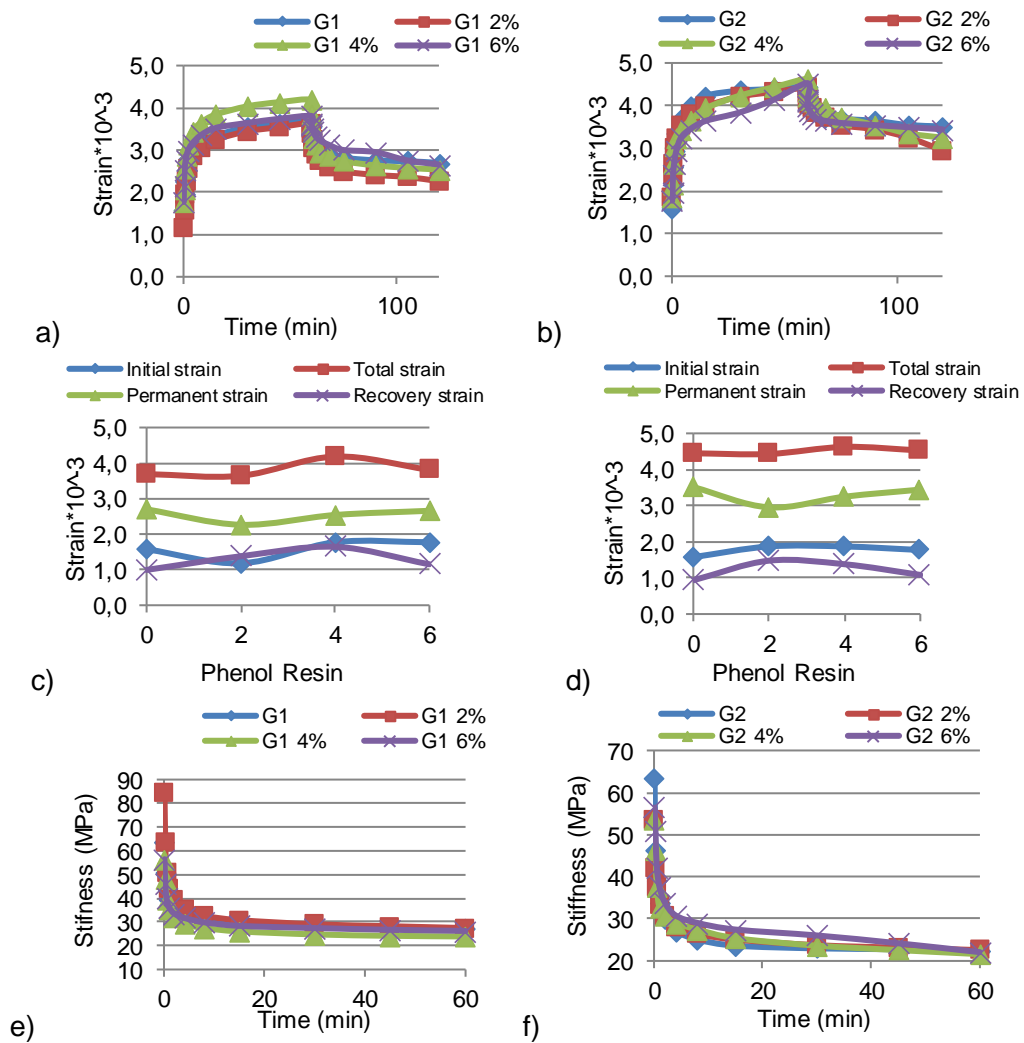 G1 G1 2%
G1 4% G1 6%
5,0
4,0
3,0
2,0
1,0
0,0
Strain*10^-3
0 100
Time (min)
a)
G2 G2 2%
G2 4% G2 6%
5,0
4,0
3,0
2,0
1,0
0,0
Strain*10^-3
0 100
Time (min)
b)
Initial strain Total strain
Permanent strain Recovery strain
5,0
4,0
3,0
2,0
1,0
0,0
Strain*10^-3
0 2 4 6
Phenol Resin
c)
Initial strain Total strain
Permanent strain Recovery strain
5,0
4,0
3,0
2,0
1,0
0,0
Strain*10^-3
0 2 4 6
Phenol Resin
d)
G1 G1 2%
G1 4% G1 6%
90
80
70
60
50
40
30
20
10
Stifness (MPa)
0 20 40 60
Time (min)
e)
G2 G2 2%
G2 4% G2 6%
70
60
50
40
30
20
Stiffness (MPa)
0 20 40 60
Time (min)
f)